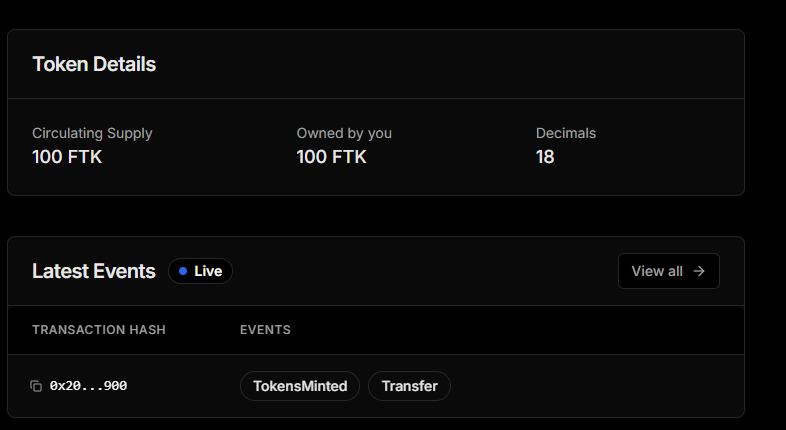 Token Details
Circulating Supply Owned by you Decimals
100 FTK 100 FTK 18
Latest Events Live View all →
TRANSACTION HASH EVENTS
0x20...900 TokensMinted Transfer